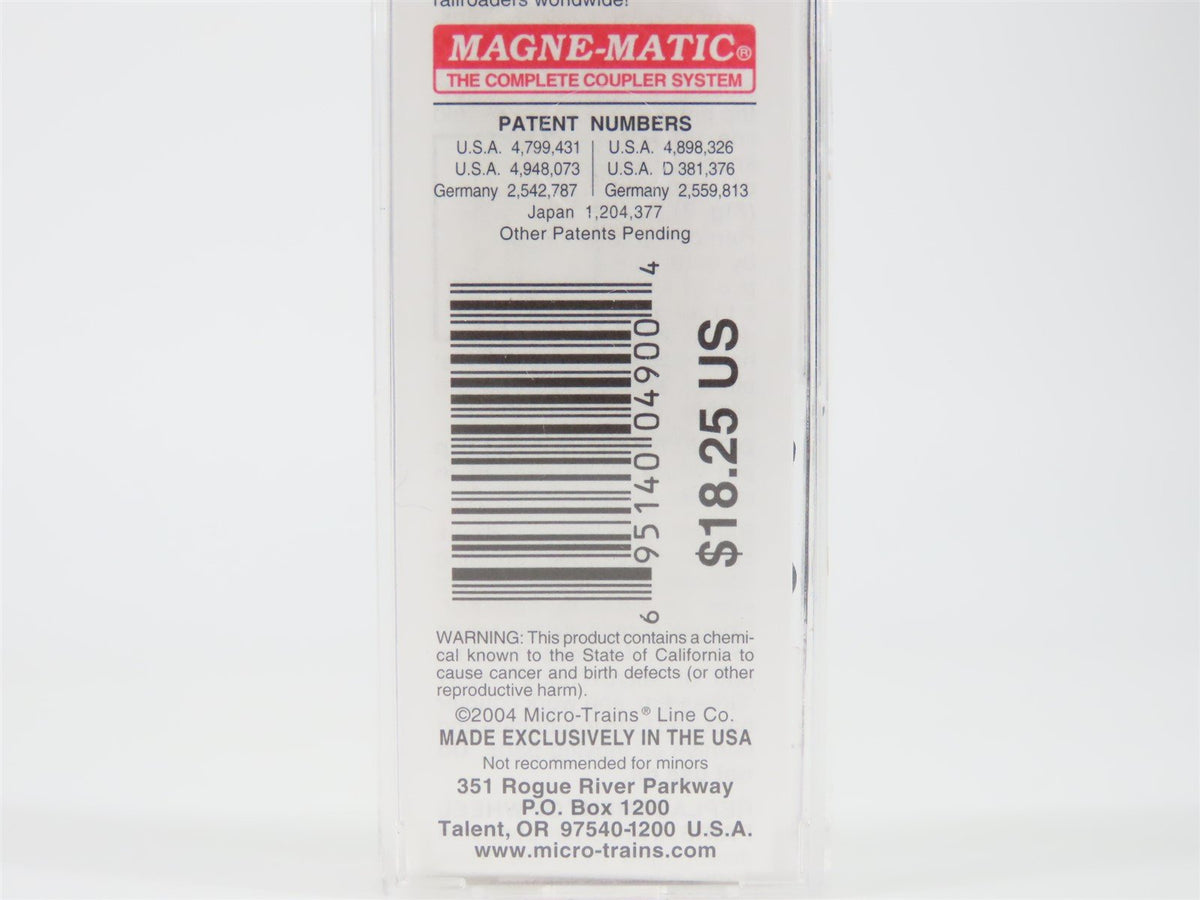 railroaders worldwide!
MAGNE-MATIC®
THE COMPLETE COUPLER SYSTEM
PATENT NUMBERS
U.S.A. 4,799,431 | U.S.A. 4,898,326
U.S.A. 4,948,073 | U.S.A. D 381,376
Germany 2,542,787 | Germany 2,559,813
Japan 1,204,377
Other Patents Pending
6 95140 04900 4
$18.25 US
WARNING: This product contains a chemi-
cal known to the State of California to
cause cancer and birth defects (or other
reproductive harm).
©2004 Micro-Trains® Line Co.
MADE EXCLUSIVELY IN THE USA
Not recommended for minors
351 Rogue River Parkway
P.O. Box 1200
Talent, OR 97540-1200 U.S.A.
www.micro-trains.com